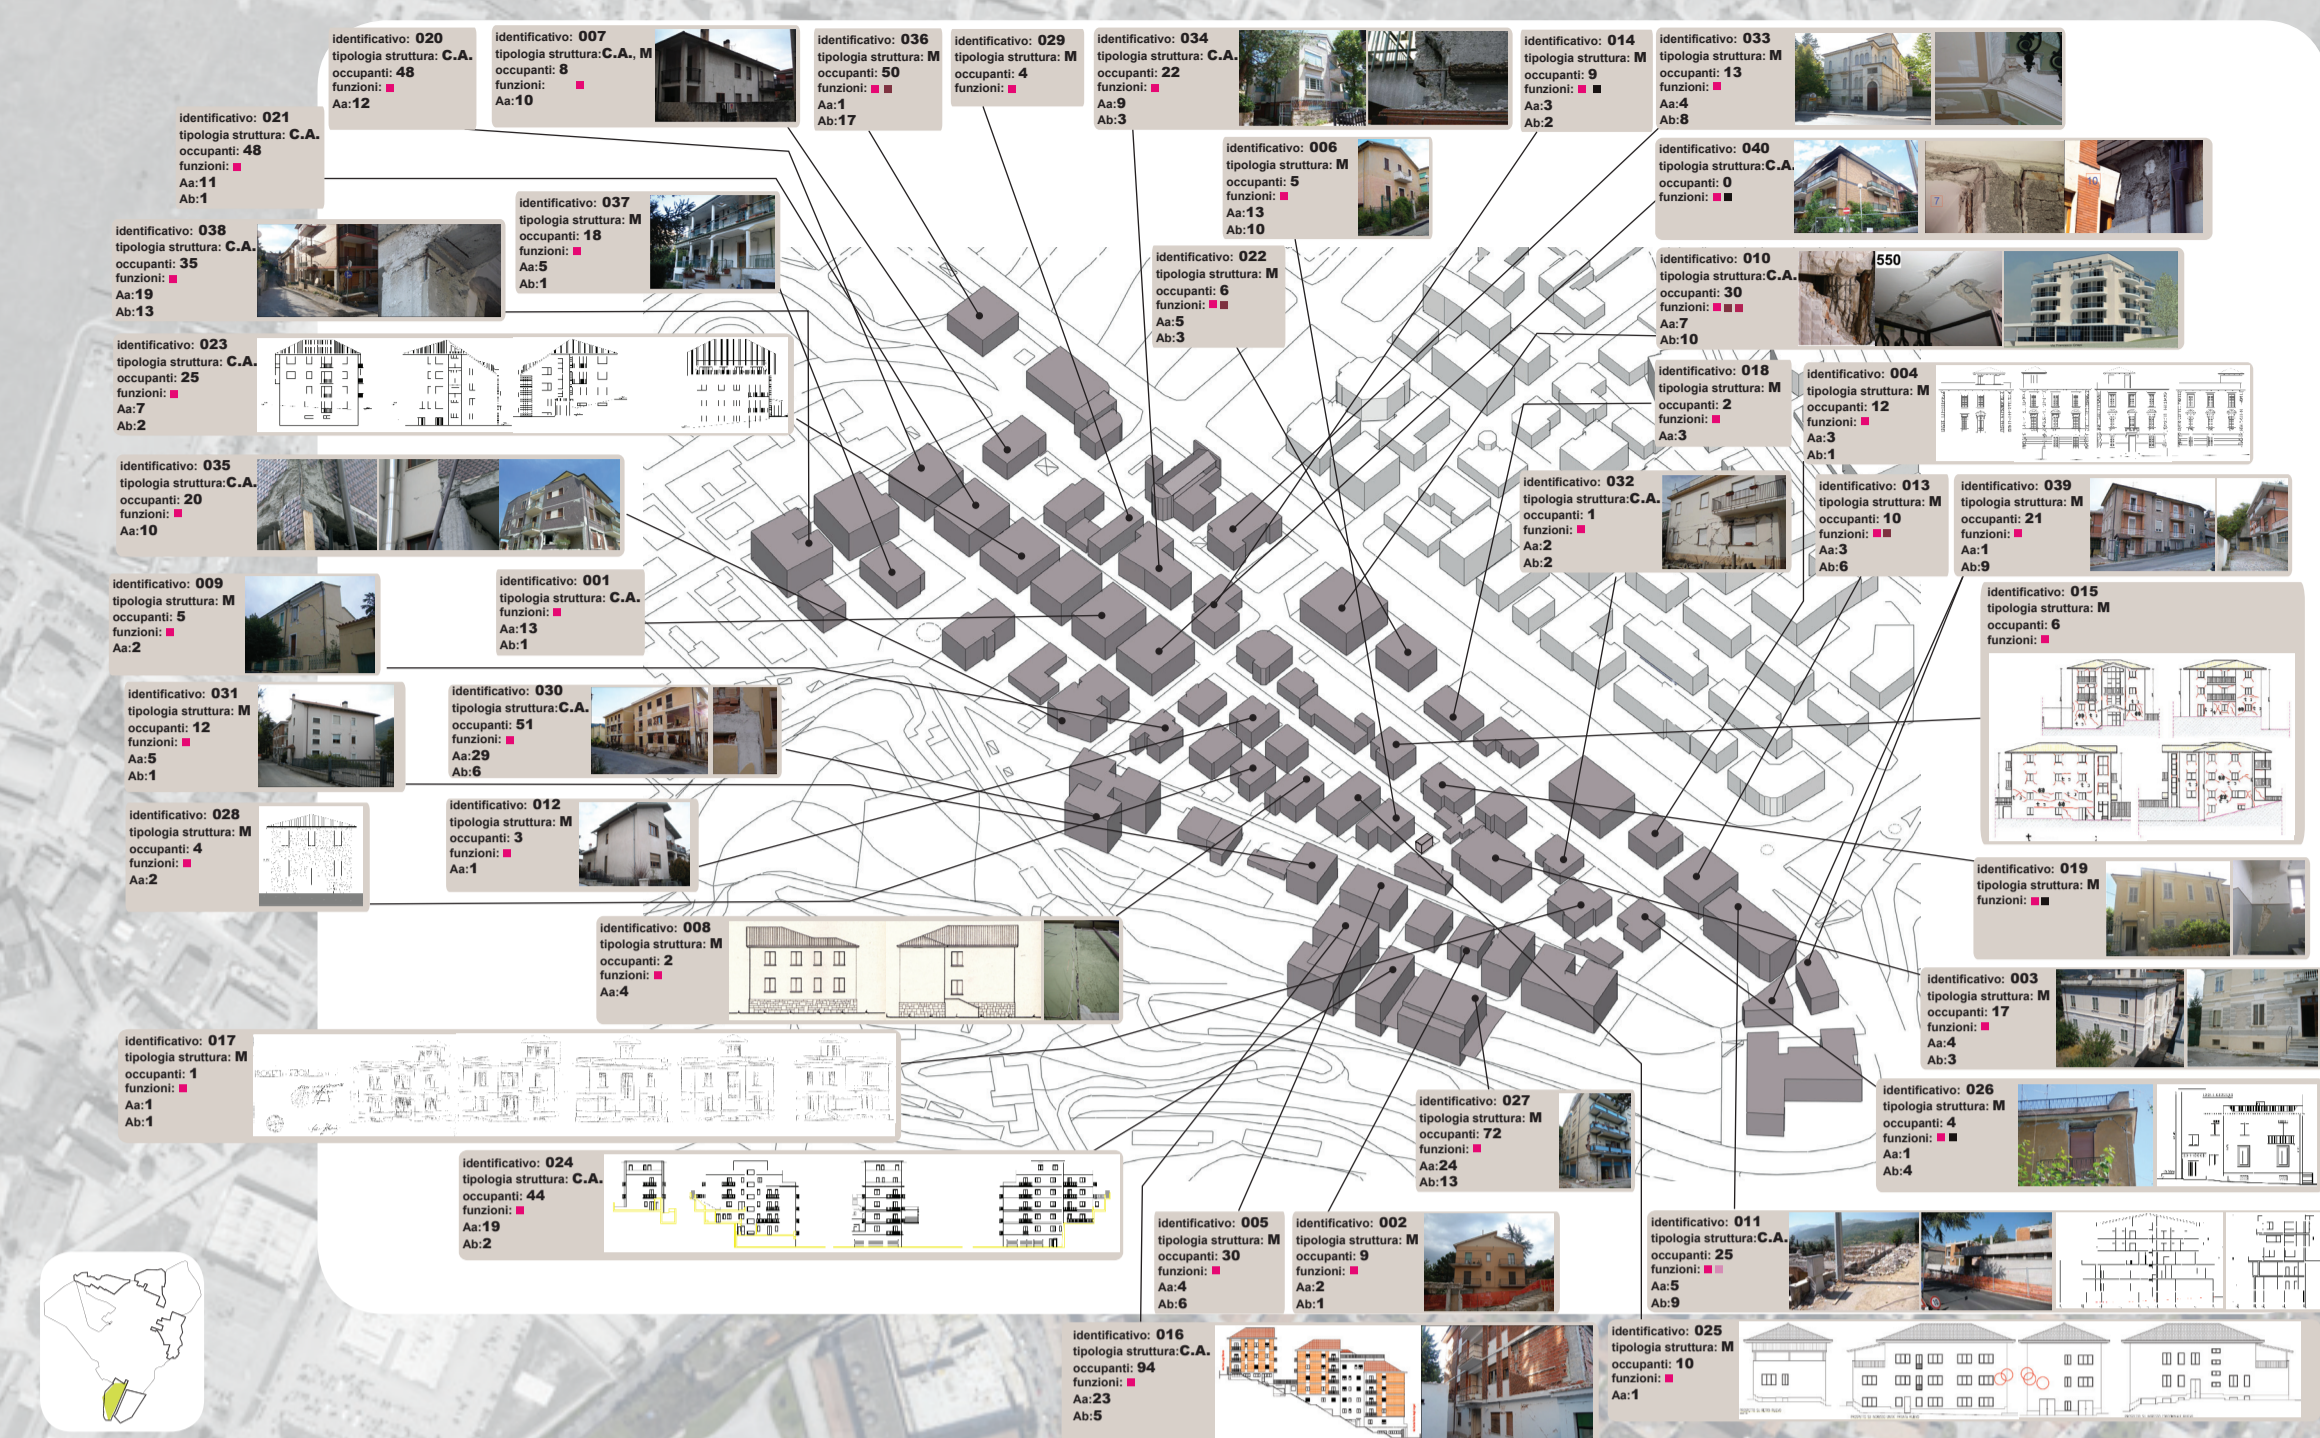 identificativo: 020
tipologia struttura: C.A.
occupanti: 48
funzioni:
Aa:12
identificativo: 007
tipologia struttura:C.A., M
occupanti: 8
funzioni:
Aa:10
identificativo: 036
tipologia struttura: M
occupanti: 50
funzioni:
Aa:1
Ab:17
identificativo: 029
tipologia struttura: M
occupanti: 4
funzioni:
identificativo: 034
tipologia struttura: C.A.
occupanti: 22
funzioni:
Aa:9
Ab:3
identificativo: 014
tipologia struttura: M
occupanti: 9
funzioni:
Aa:3
Ab:2
identificativo: 033
tipologia struttura: M
occupanti: 13
funzioni:
Aa:4
Ab:8
identificativo: 021
tipologia struttura: C.A.
occupanti: 48
funzioni:
Aa:11
Ab:1
identificativo: 006
tipologia struttura: M
occupanti: 5
funzioni:
Aa:13
Ab:10
identificativo: 040
tipologia struttura:C.A.
occupanti: 0
funzioni:
7
10
identificativo: 037
tipologia struttura: M
occupanti: 18
funzioni:
Aa:5
Ab:1
identificativo: 038
tipologia struttura: C.A.
occupanti: 35
funzioni:
Aa:19
Ab:13
identificativo: 022
tipologia struttura: M
occupanti: 6
funzioni:
Aa:5
Ab:3
identificativo: 010
tipologia struttura:C.A.
occupanti: 30
funzioni:
Aa:7
Ab:10
550
identificativo: 023
tipologia struttura: C.A.
occupanti: 25
funzioni:
Aa:7
Ab:2
identificativo: 018
tipologia struttura: M
occupanti: 2
funzioni:
Aa:3
identificativo: 004
tipologia struttura: M
occupanti: 12
funzioni:
Aa:3
Ab:1
identificativo: 035
tipologia struttura:C.A.
occupanti: 20
funzioni:
Aa:10
identificativo: 032
tipologia struttura:C.A.
occupanti: 1
funzioni:
Aa:2
Ab:2
identificativo: 013
tipologia struttura: M
occupanti: 10
funzioni:
Aa:3
Ab:6
identificativo: 039
tipologia struttura: M
occupanti: 21
funzioni:
Aa:1
Ab:9
identificativo: 009
tipologia struttura: M
occupanti: 5
funzioni:
Aa:2
identificativo: 001
tipologia struttura: C.A.
funzioni:
Aa:13
Ab:1
identificativo: 015
tipologia struttura: M
occupanti: 6
funzioni:
identificativo: 031
tipologia struttura: M
occupanti: 12
funzioni:
Aa:5
Ab:1
identificativo: 030
tipologia struttura:C.A.
occupanti: 51
funzioni:
Aa:29
Ab:6
identificativo: 028
tipologia struttura: M
occupanti: 4
funzioni:
Aa:2
identificativo: 012
tipologia struttura: M
occupanti: 3
funzioni:
Aa:1
identificativo: 019
tipologia struttura: M
funzioni:
identificativo: 008
tipologia struttura: M
occupanti: 2
funzioni:
Aa:4
identificativo: 003
tipologia struttura: M
occupanti: 17
funzioni:
Aa:4
Ab:3
identificativo: 017
tipologia struttura: M
occupanti: 1
funzioni:
Aa:1
Ab:1
identificativo: 027
tipologia struttura: M
occupanti: 72
funzioni:
Aa:24
Ab:13
identificativo: 026
tipologia struttura: M
occupanti: 4
funzioni:
Aa:1
Ab:4
identificativo: 024
tipologia struttura: C.A.
occupanti: 44
funzioni:
Aa:19
Ab:2
identificativo: 005
tipologia struttura: M
occupanti: 30
funzioni:
Aa:4
Ab:6
identificativo: 002
tipologia struttura: M
occupanti: 9
funzioni:
Aa:2
Ab:1
identificativo: 011
tipologia struttura:C.A.
occupanti: 25
funzioni:
Aa:5
Ab:9
identificativo: 016
tipologia struttura:C.A.
occupanti: 94
funzioni:
Aa:23
Ab:5
identificativo: 025
tipologia struttura: M
occupanti: 10
funzioni:
Aa:1